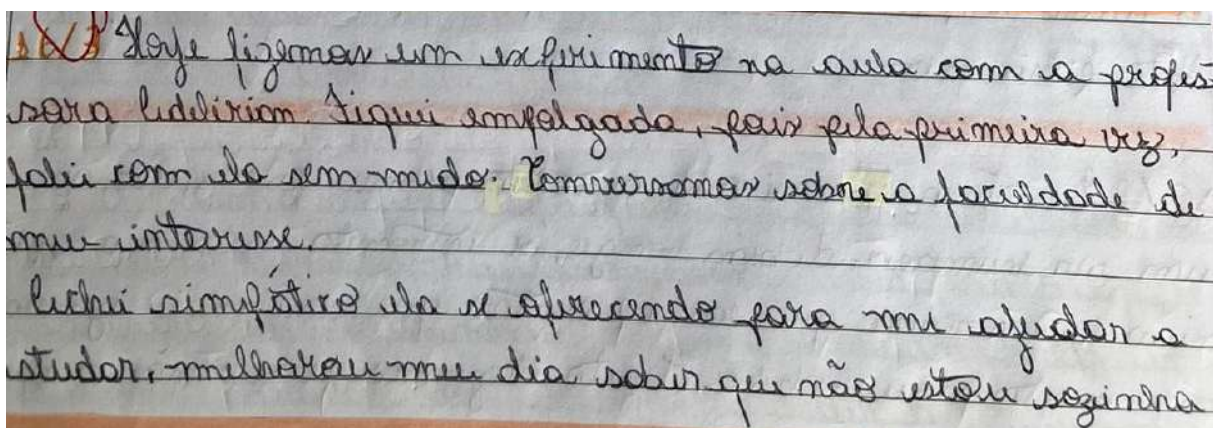 Hoje fizemos um experimento na aula com a profes-
sora Adelirian. Fiquei empolgada, pois pela primeira vez,
falei com ela sem medo. Conversamos sobre a faculdade de
meu interesse.
Achei simpático ela se oferecendo para me ajudar a
studar, melhorou meu dia saber que não estou sozinha